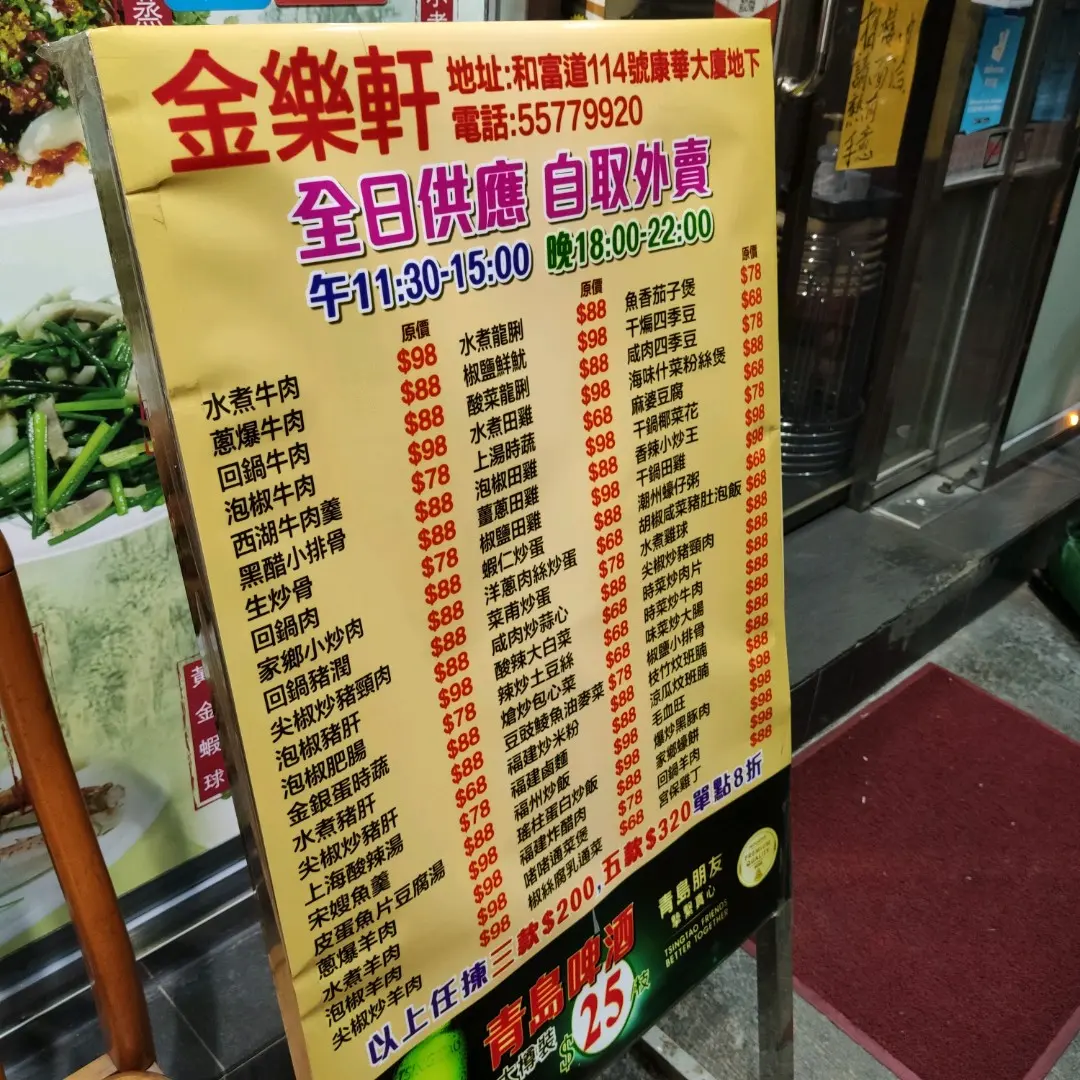 金樂軒
地址:和富道114號康華大廈地下
電話:55779920
全日供應 自取外賣
午11:30-15:00 晚18:00-22:00
原價
水煮牛肉 $98
蔥爆牛肉 $88
回鍋牛肉 $88
泡椒牛肉 $98
西湖牛肉羹 $78
黑醋小排骨 $88
生炒骨 $88
回鍋肉 $78
家鄉小炒肉 $88
回鍋豬潤 $88
尖椒炒豬頸肉 $88
泡椒豬肝 $88
泡椒肥腸 $98
金銀蛋時蔬 $78
水煮豬肝 $88
尖椒炒豬肝 $88
上海酸辣湯 $68
宋嫂魚羹 $78
皮蛋魚片豆腐湯 $88
蔥爆羊肉 $98
水煮羊肉 $98
泡椒羊肉 $98
尖椒炒羊肉 $98
原價
水煮龍脷 $88
椒鹽鮮魷 $98
酸菜龍脷 $88
水煮田雞 $98
上湯時蔬 $68
泡椒田雞 $98
薑蔥田雞 $88
椒鹽田雞 $98
蝦仁炒蛋 $88
洋蔥肉絲炒蛋 $68
菜甫炒蛋 $78
咸肉炒蒜心 $88
酸辣大白菜 $68
辣炒土豆絲 $68
熗炒包心菜 $68
豆豉鯪魚油麥菜 $78
福建炒米粉 $88
福建鹵麵 $88
福州炒飯 $98
瑤柱蛋白炒飯 $98
福建炸醋肉 $88
啫啫通菜煲 $78
椒絲腐乳通菜 $68
原價
魚香茄子煲 $78
干煸四季豆 $68
咸肉四季豆 $78
海味什菜粉絲煲 $88
麻婆豆腐 $68
干鍋椰菜花 $78
香辣小炒王 $98
干鍋田雞 $98
潮州蠔仔粥 $68
胡椒咸菜豬肚泡飯 $68
水煮雞球 $88
尖椒炒豬頸肉 $88
時菜炒肉片 $88
時菜炒牛肉 $88
味菜炒大腸 $88
椒鹽小排骨 $88
枝竹炆班腩 $88
涼瓜炆班腩 $88
毛血旺 $98
爆炒黑豚肉 $98
家鄉蠔餅 $98
回鍋羊肉 $98
宮保雞丁 $88
以上任揀三款$200,五款$320單點8折
青島啤酒
大樽裝 $25枝
青島朋友
摯聚真心
TSINGTAO FRIENDS
BETTER TOGETHER
黃金蝦球
蒸